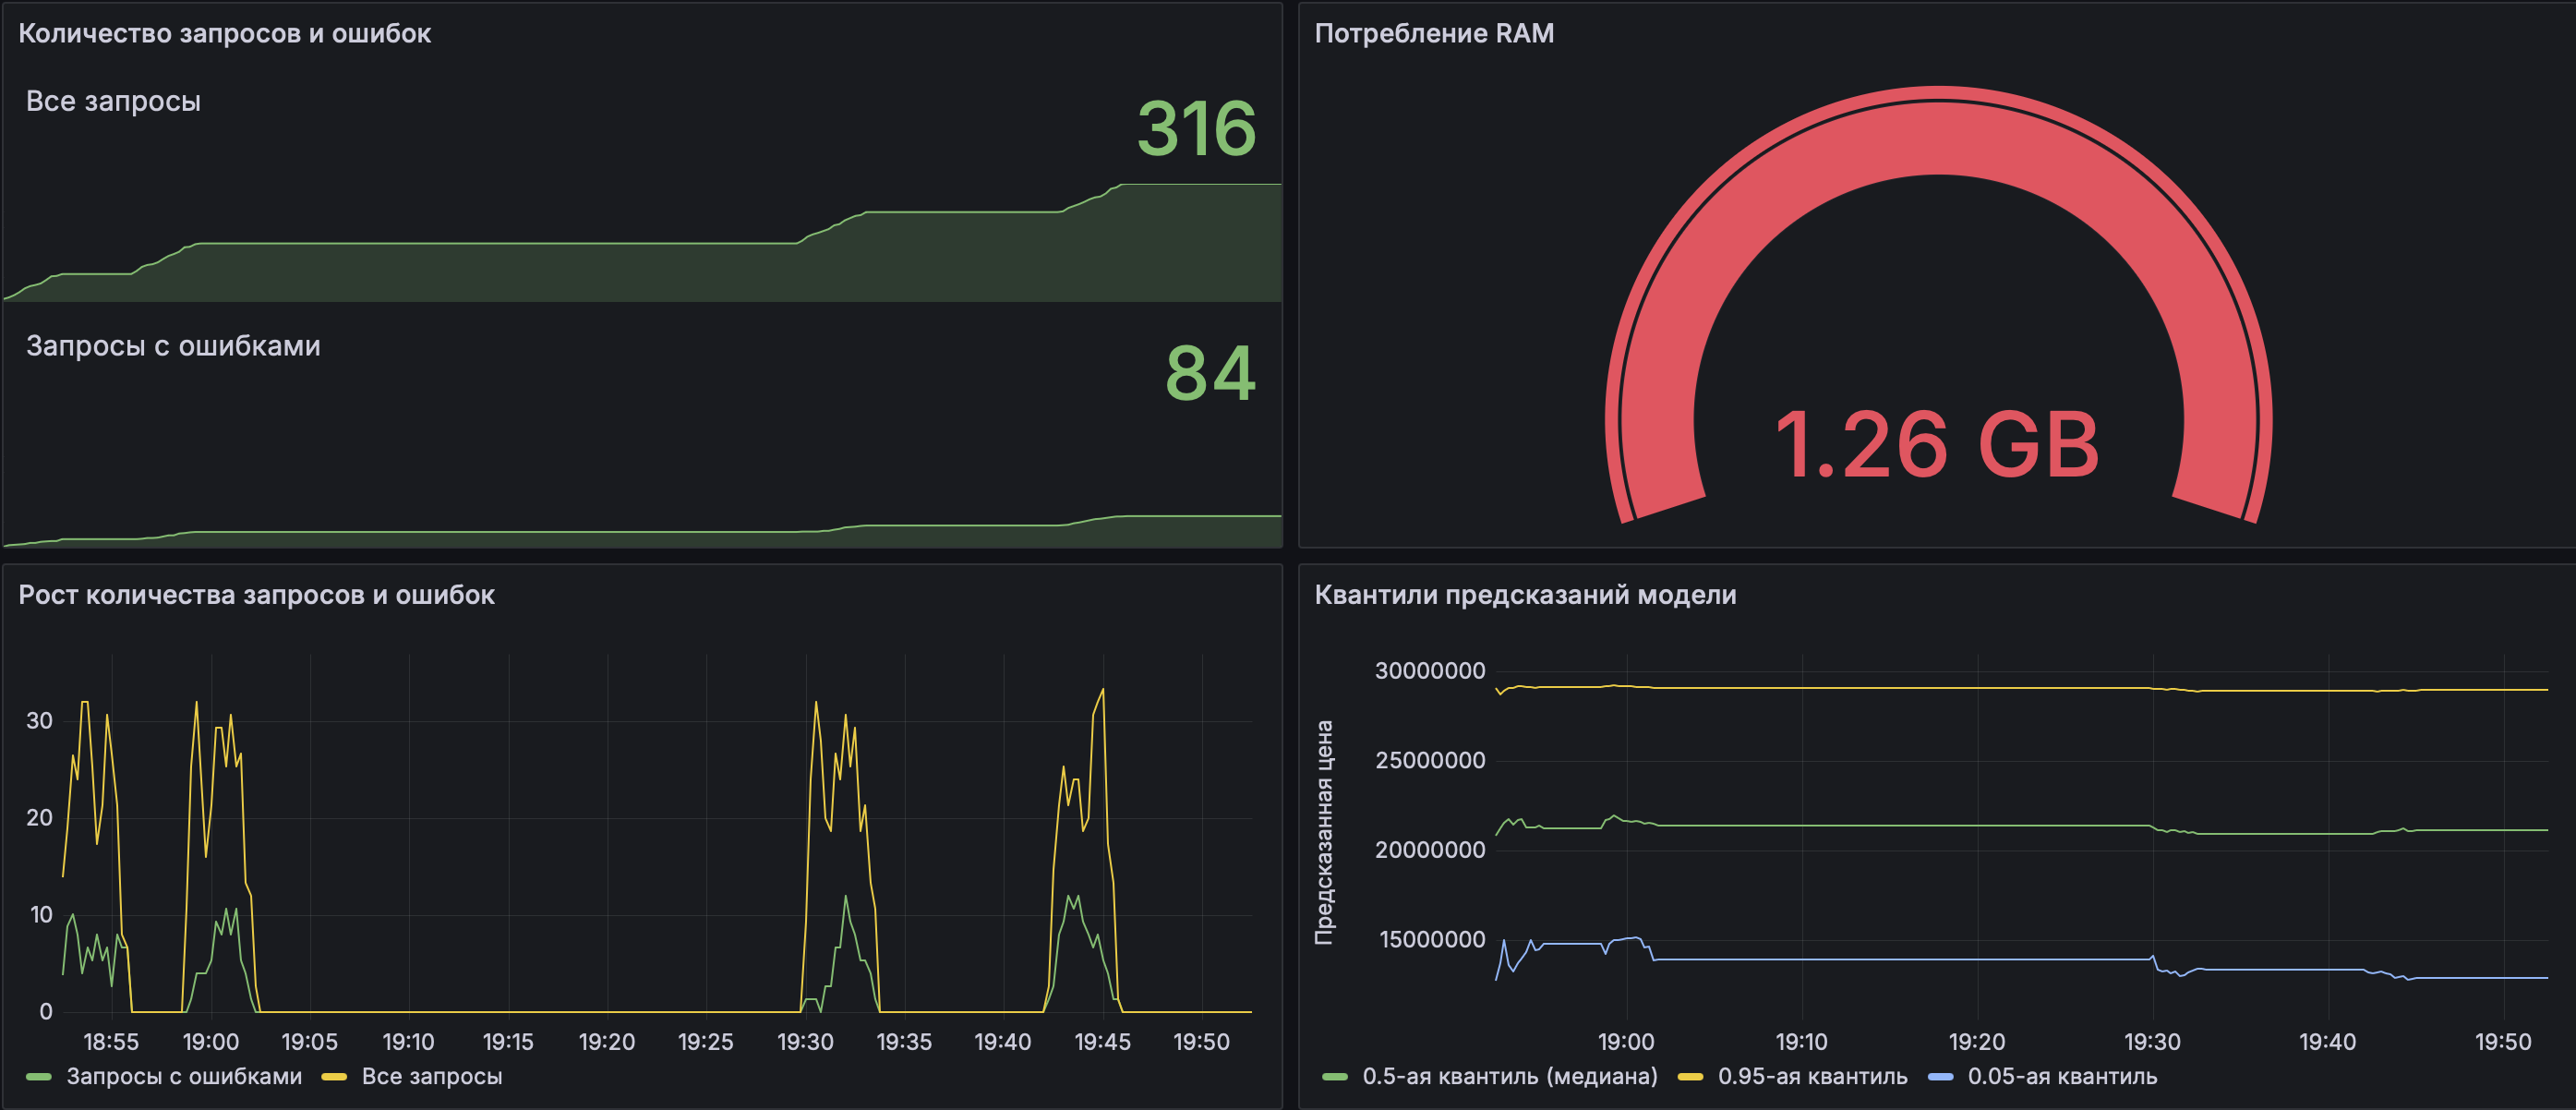 Количество запросов и ошибок
Все запросы
316
Запросы с ошибками
84
Потребление RAM
1.26 GB
Рост количества запросов и ошибок
30
20
10
0
18:55 19:00 19:05 19:10 19:15 19:20 19:25 19:30 19:35 19:40 19:45 19:50
Запросы с ошибками Все запросы
Квантили предсказаний модели
Предсказанная цена
30000000
25000000
20000000
15000000
19:00 19:10 19:20 19:30 19:40 19:50
0.5-ая квантиль (медиана) 0.95-ая квантиль 0.05-ая квантиль